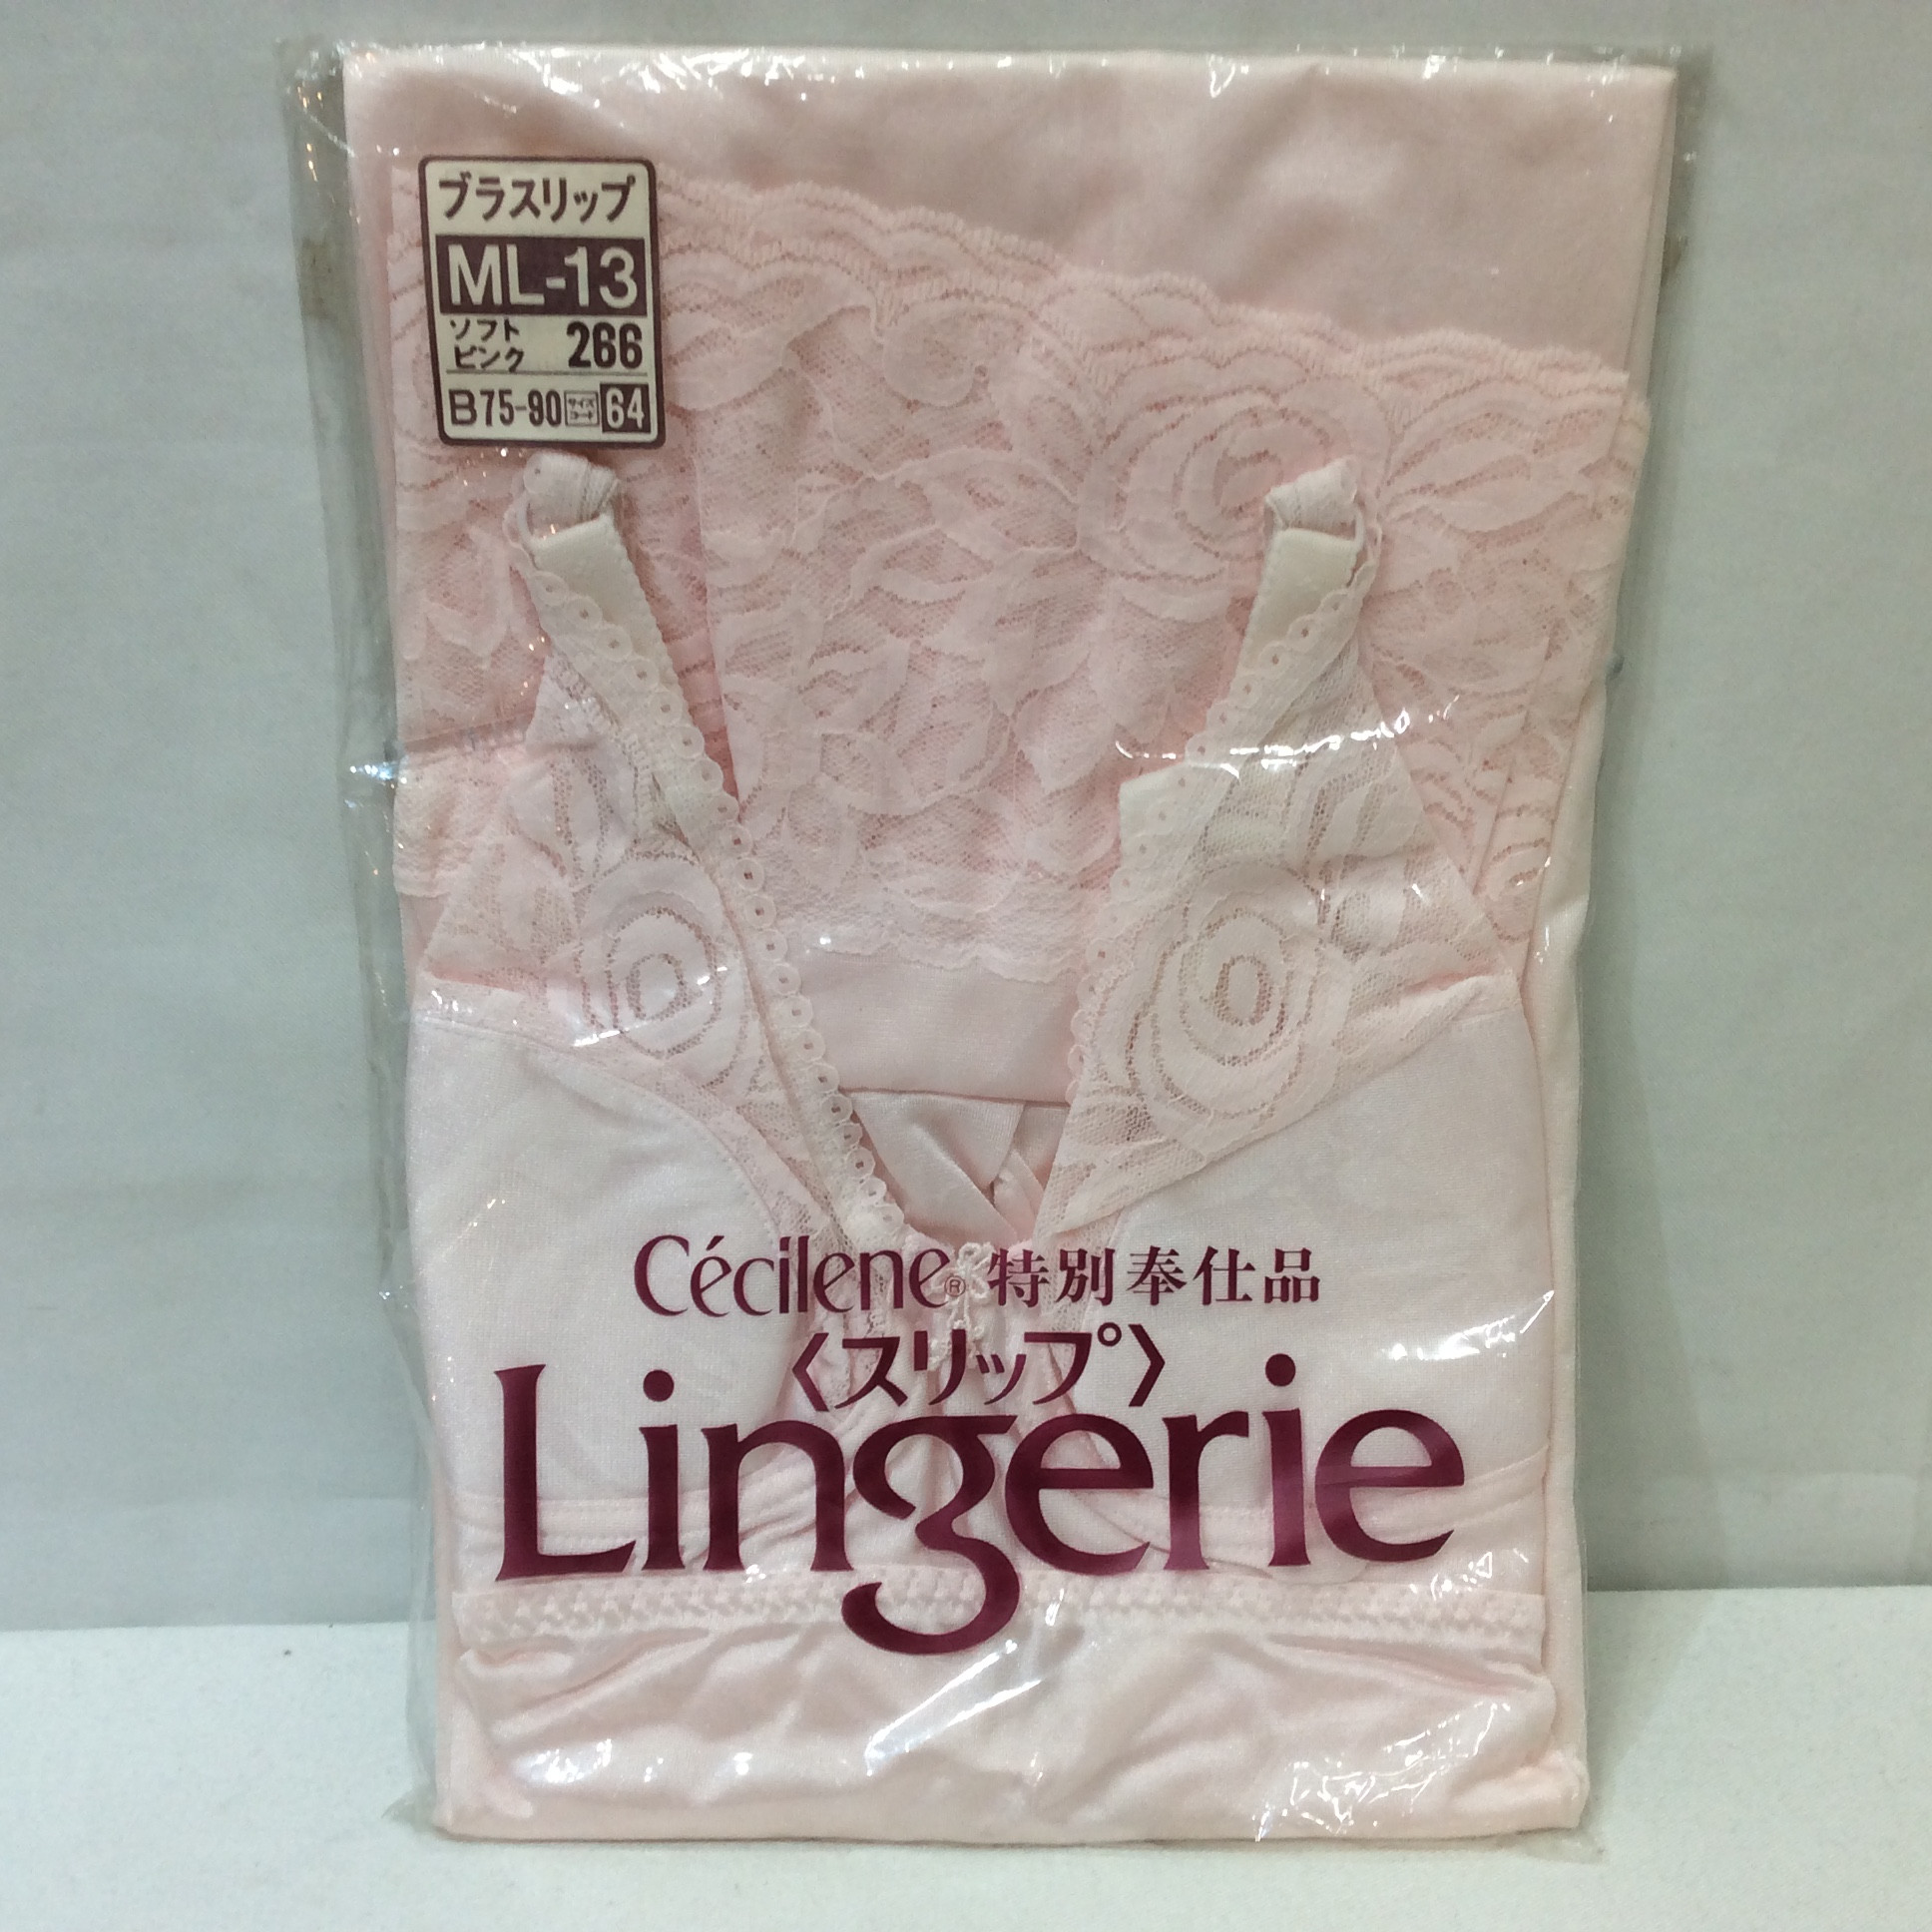 ブラスリップ
ML-13
ソフト
ピンク 266
B75-90 サイズコード 64
Cécilene® 特別奉仕品
〈スリップ〉
Lingerie